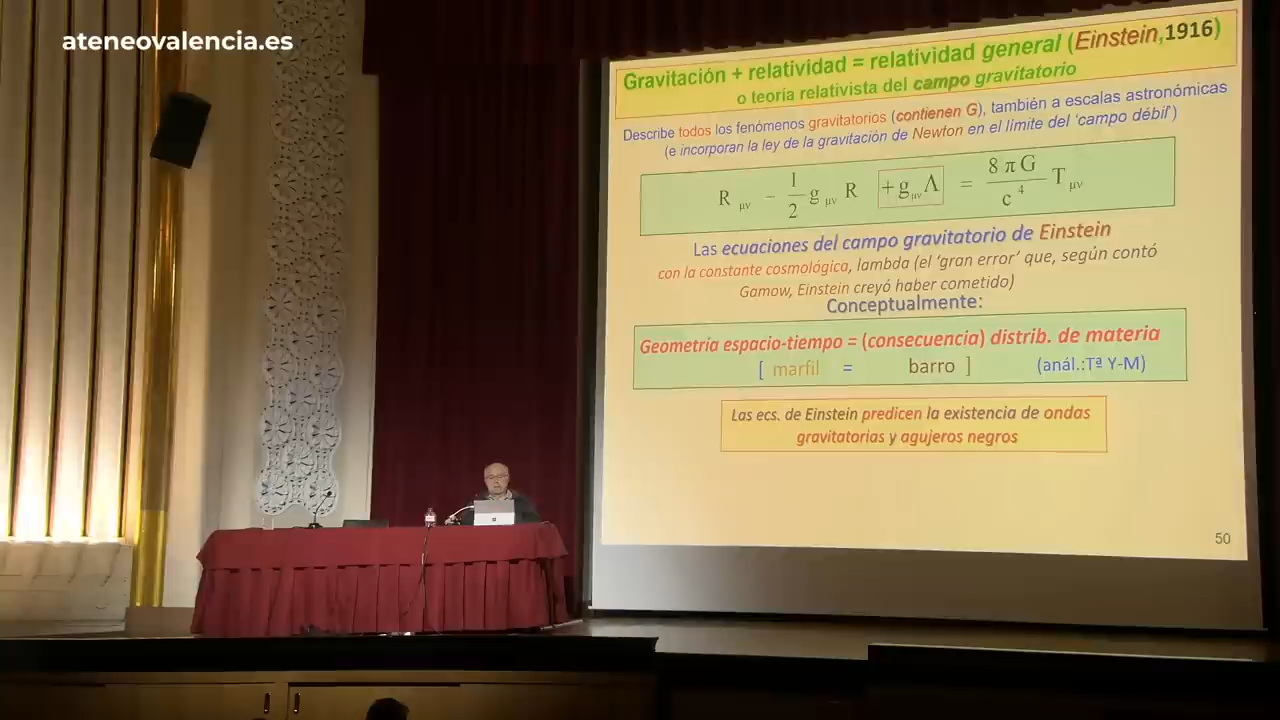 ateneovalencia.es
Gravitación + relatividad = relatividad general (Einstein,1916)
o teoría relativista del campo gravitatorio
Describe todos los fenómenos gravitatorios (contienen G), también a escalas astronómicas
(e incorporan la ley de la gravitación de Newton en el límite del 'campo débil')
R μν − 1/2 g μν R + g μν Λ = 8 π G / c 4 T μν
Las ecuaciones del campo gravitatorio de Einstein
con la constante cosmológica, lambda (el 'gran error' que, según contó
Gamow, Einstein creyó haber cometido)
Conceptualmente:
Geometría espacio-tiempo = (consecuencia) distrib. de materia
[ marfil = barro ] (anál.:Tª Y-M)
Las ecs. de Einstein predicen la existencia de ondas
gravitatorias y agujeros negros
50